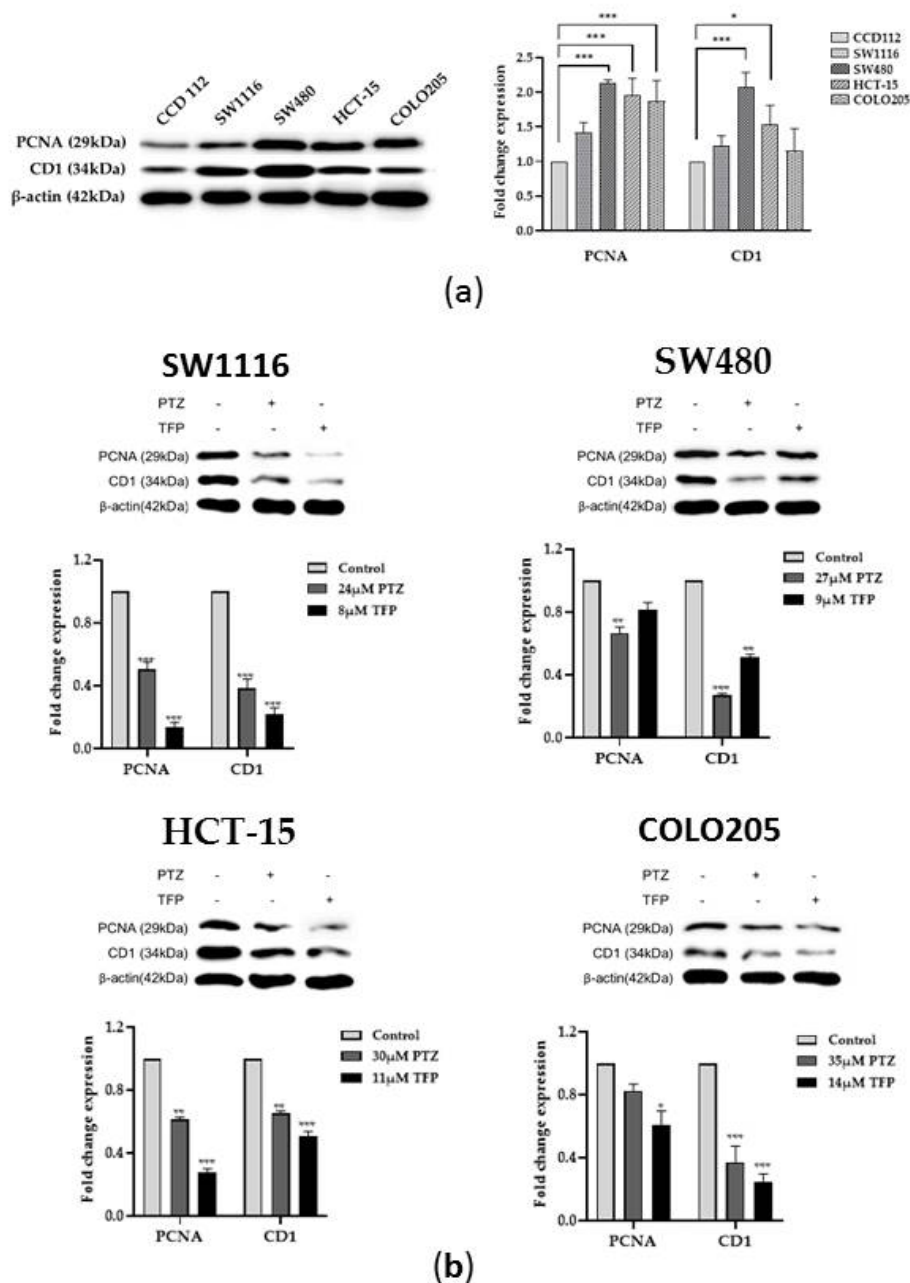 CCD 112 SW1116 SW480 HCT-15 COLO205
PCNA (29kDa)
CD1 (34kDa)
β-actin (42kDa)
Fold change expression
2.5
2.0
1.5
1.0
0.5
0.0
*** *
*** ***
***
PCNA CD1
CCD112
SW1116
SW480
HCT-15
COLO205
(a)
SW1116
PTZ - + -
TFP - - +
PCNA (29kDa)
CD1 (34kDa)
β-actin(42kDa)
Fold change expression
1.2
0.8
0.4
0.0
*** *** *** ***
PCNA CD1
Control
24µM PTZ
8µM TFP
SW480
PTZ - + -
TFP - - +
PCNA (29kDa)
CD1 (34kDa)
β-actin(42kDa)
Fold change expression
1.2
0.8
0.4
0.0
** *** **
PCNA CD1
Control
27µM PTZ
9µM TFP
HCT-15
PTZ - + -
TFP - - +
PCNA (29kDa)
CD1 (34kDa)
β-actin(42kDa)
Fold change expression
1.2
0.8
0.4
0.0
** *** ** ***
PCNA CD1
Control
30µM PTZ
11µM TFP
COLO205
PTZ - + -
TFP - - +
PCNA (29kDa)
CD1 (34kDa)
β-actin(42kDa)
Fold change expression
1.2
0.8
0.4
0.0
* *** ***
PCNA CD1
Control
35µM PTZ
14µM TFP
(b)